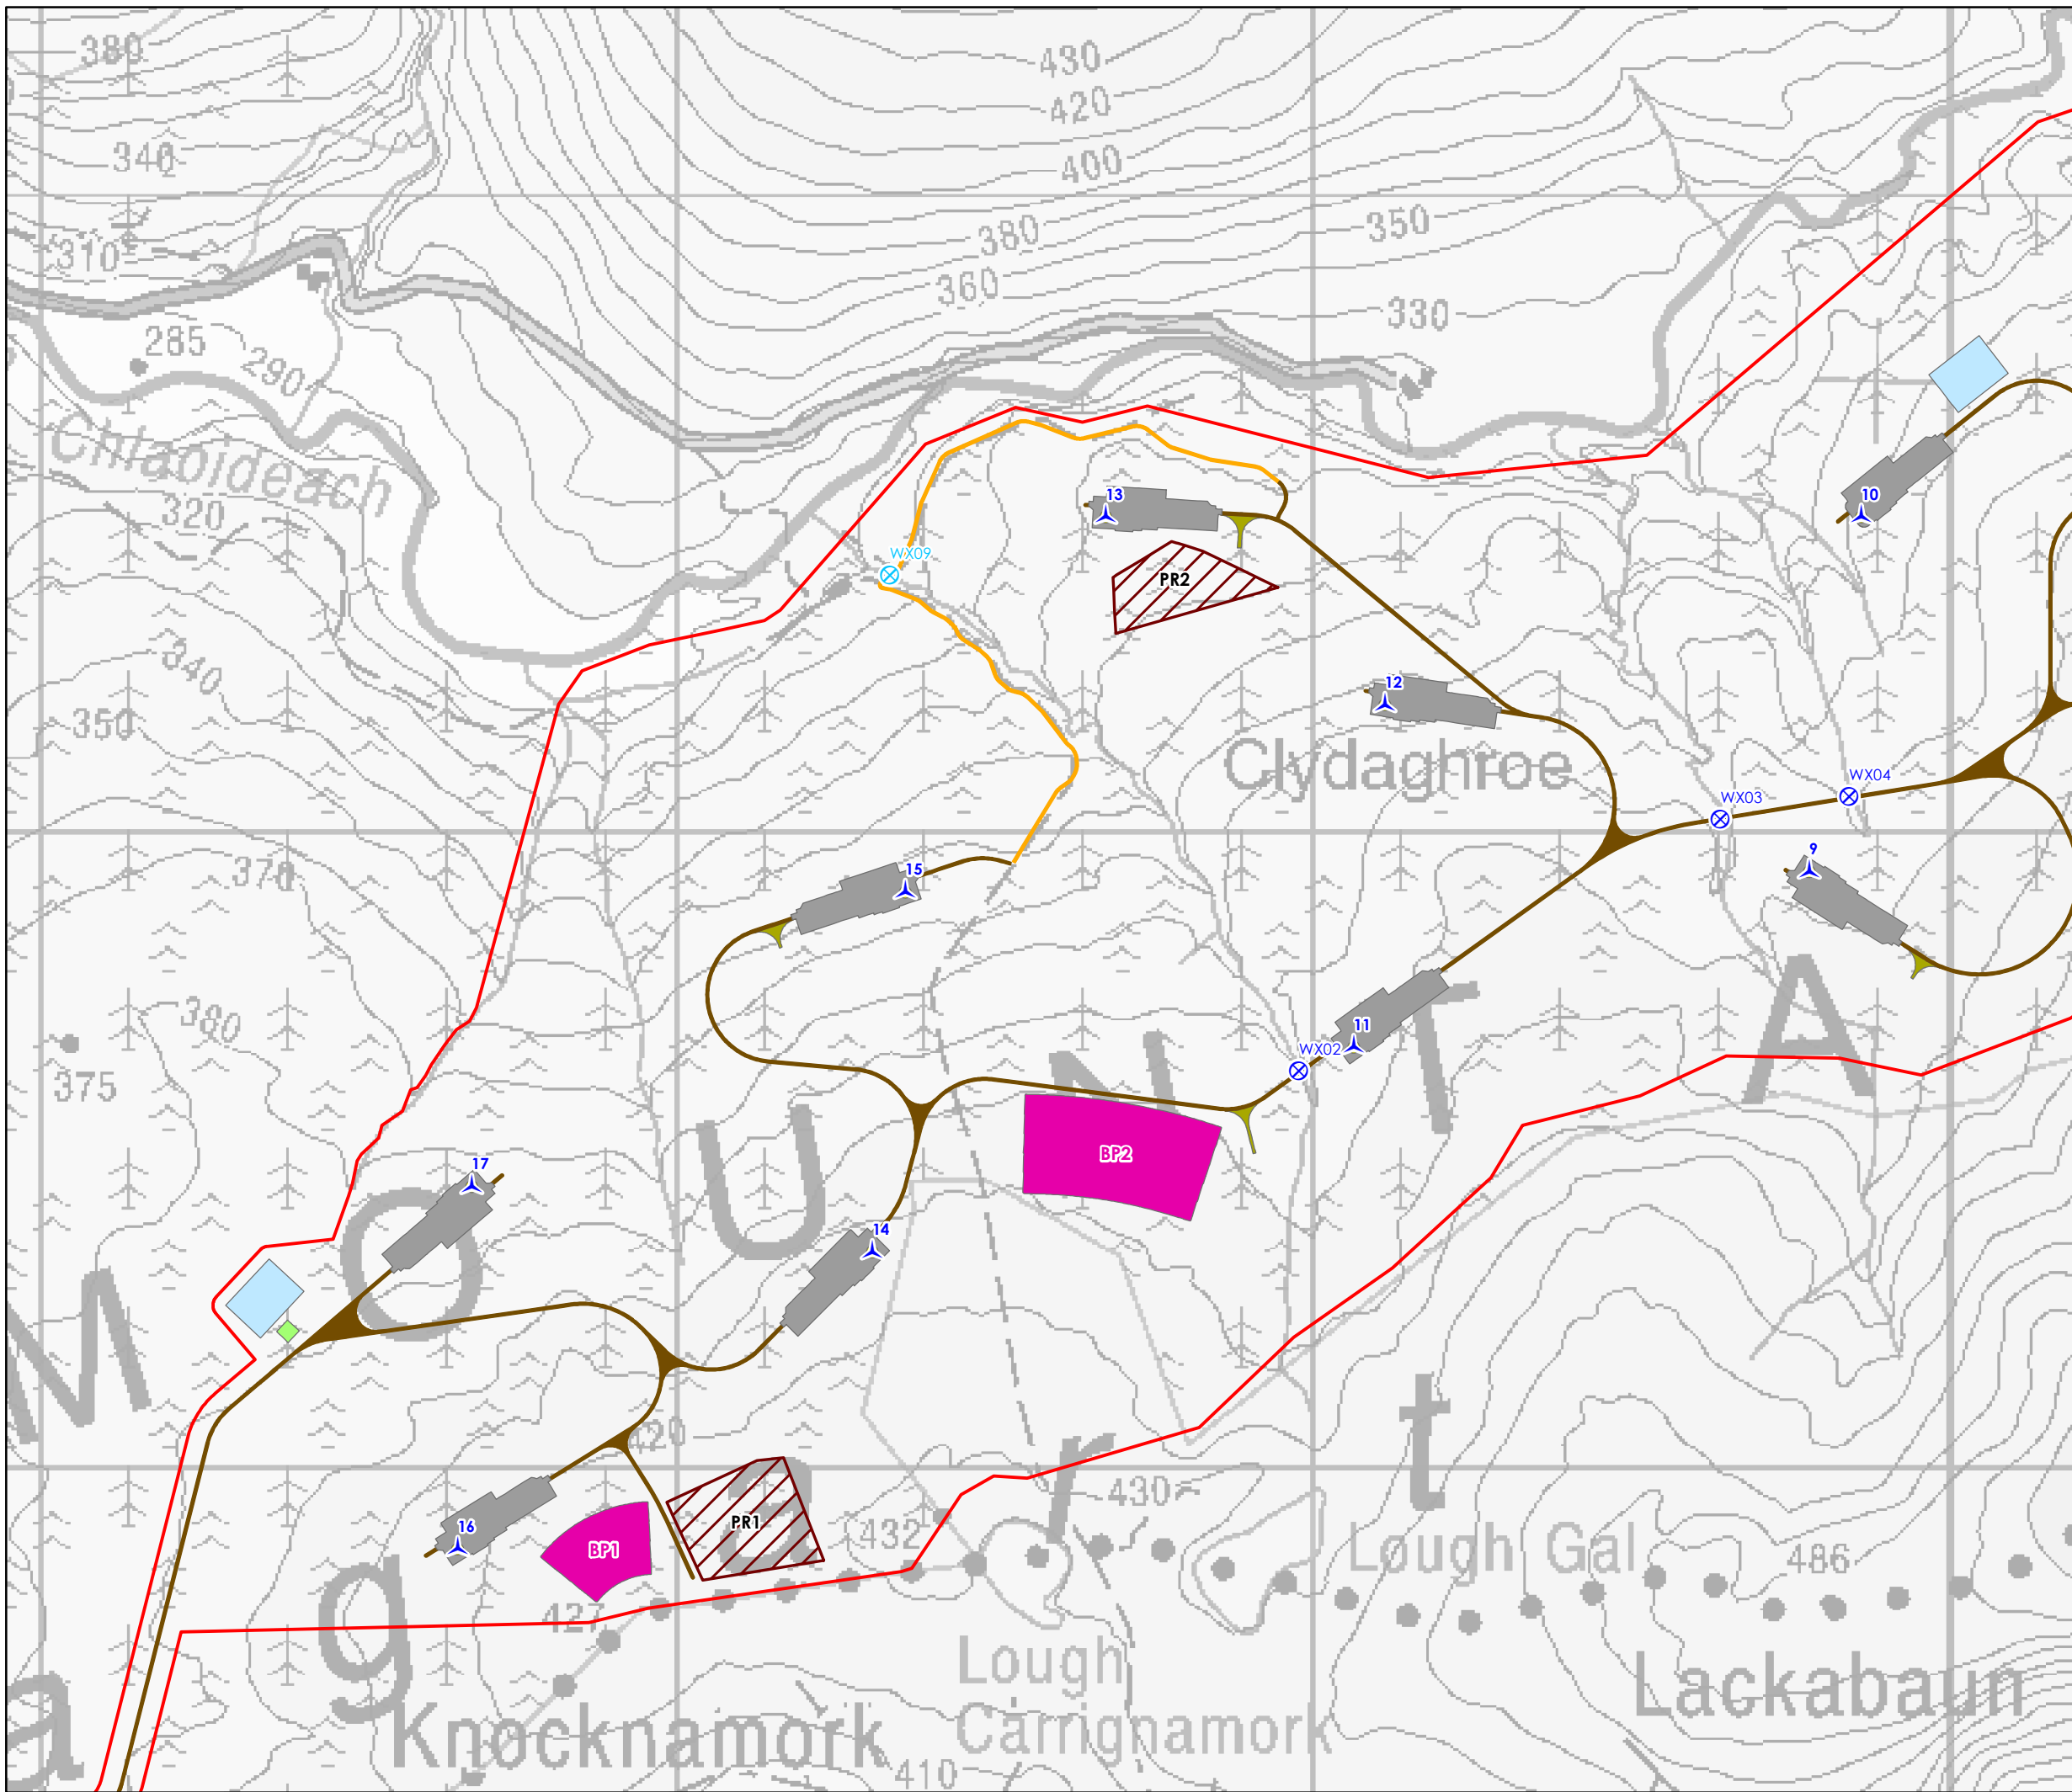 380
430
420
340
400
350
380
310
360
330
285
290
Chlaoideach
13
10
320
WX09
PR2
340
12
350
Clydaghroe
WX04
WX03
9
370
15
A
380
11
I
N
WX02
375
U
BP2
17
O
14
M
t
420
r
a
430
PR1
432
16
BP1
Lough Gal
486
g
427
Lough
Carrignamork
Lackabaun
a
Knocknamork
410